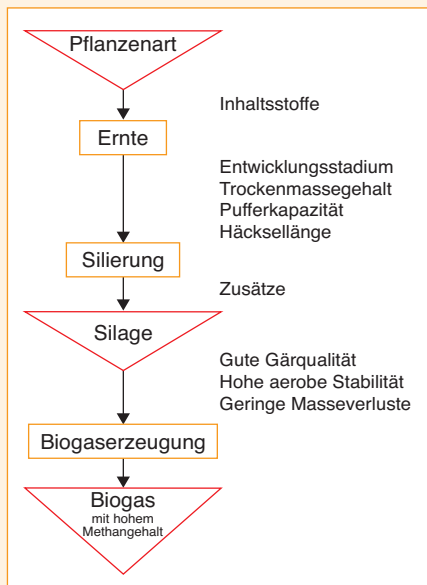 Pflanzenart
Inhaltsstoffe
Ernte
Entwicklungsstadium
Trockenmassegehalt
Pufferkapazität
Häcksellänge
Silierung
Zusätze
Silage
Gute Gärqualität
Hohe aerobe Stabilität
Geringe Masseverluste
Biogaserzeugung
Biogas
mit hohem
Methangehalt